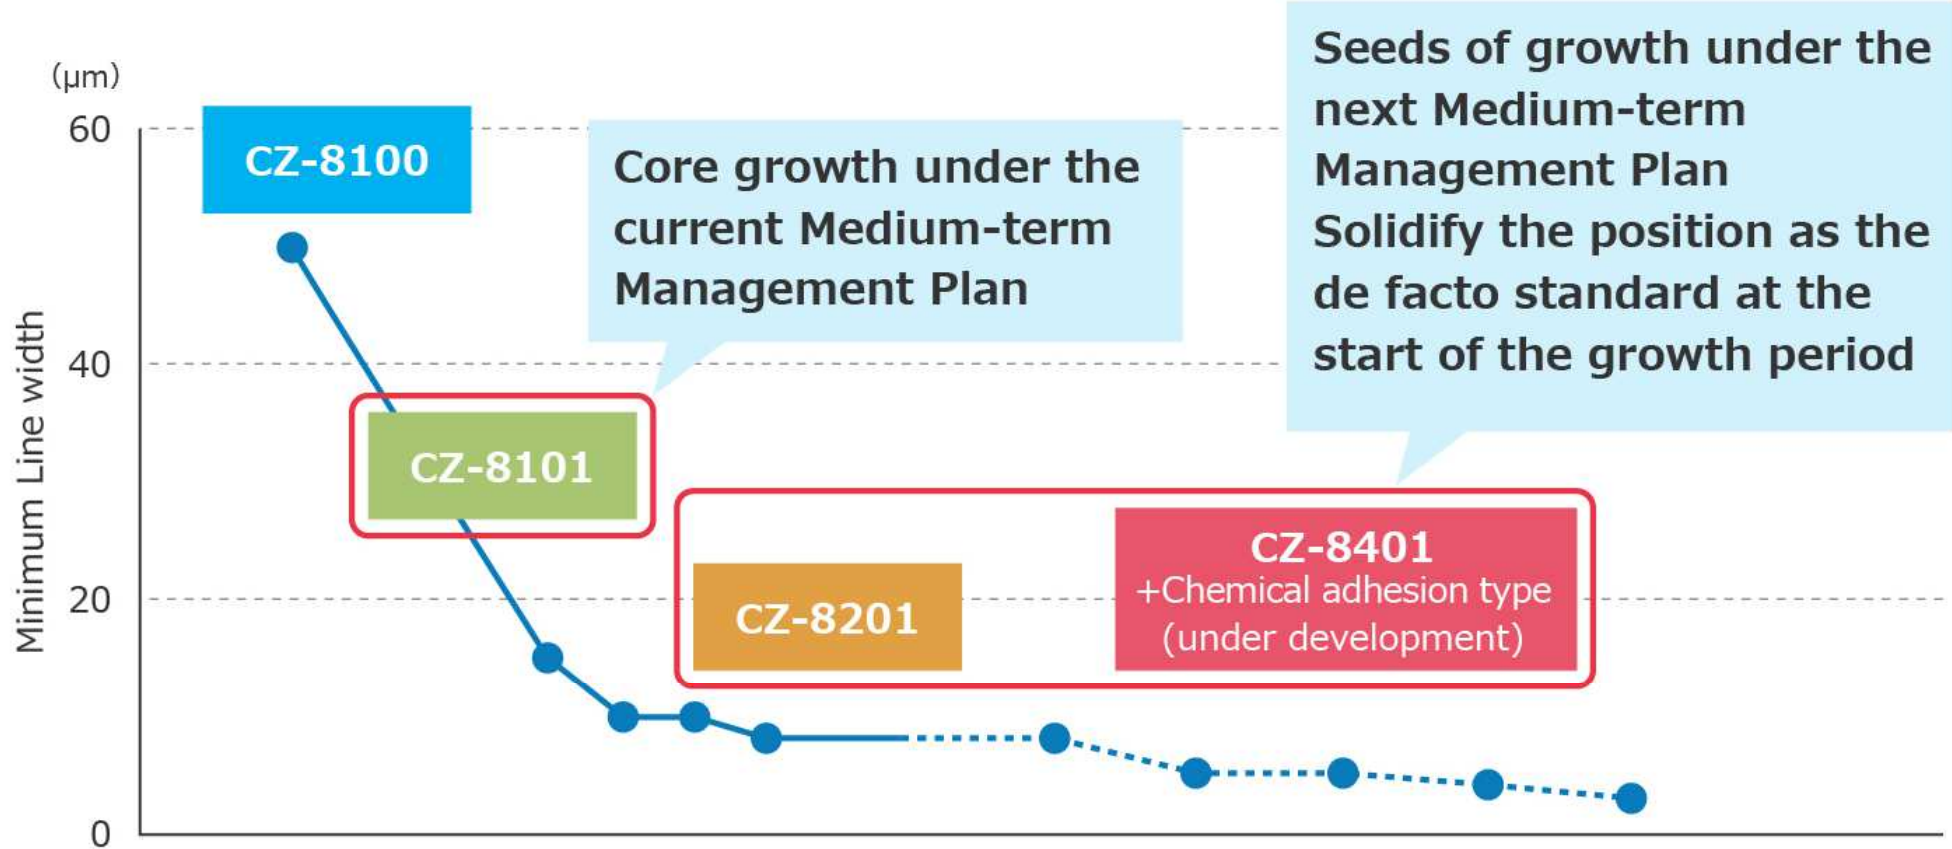 (μm)
60
40
20
0
Minimum Line width
CZ-8100
Core growth under the
current Medium-term
Management Plan
Seeds of growth under the
next Medium-term
Management Plan
Solidify the position as the
de facto standard at the
start of the growth period
CZ-8101
CZ-8201
CZ-8401
+Chemical adhesion type
(under development)